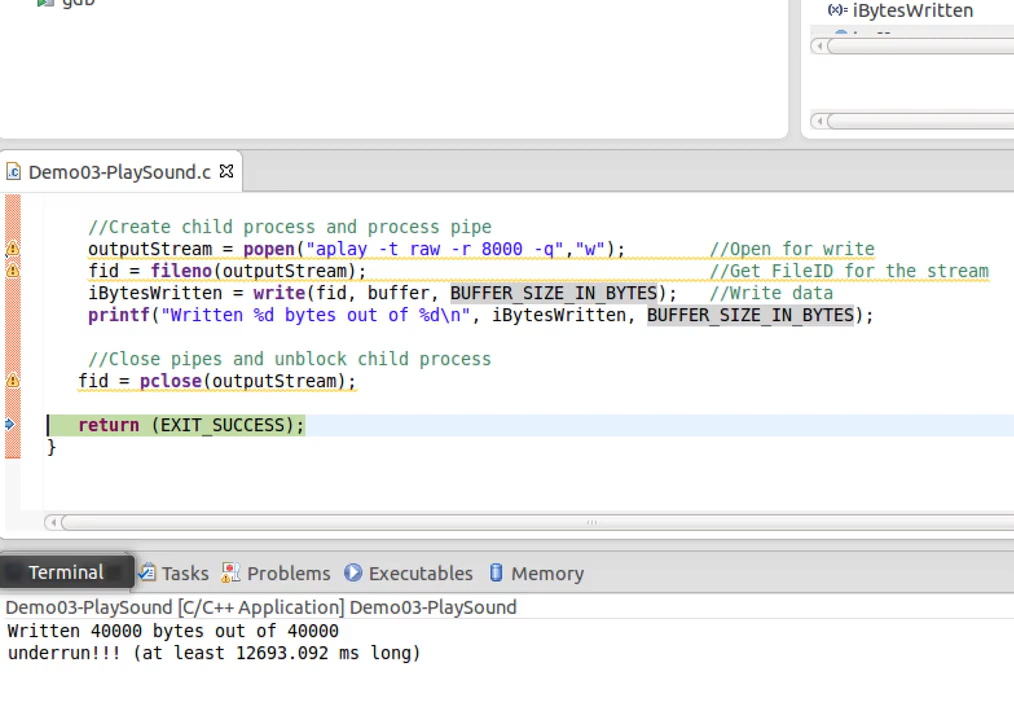 gdb
(x)= iBytesWritten
Demo03-PlaySound.c
//Create child process and process pipe
outputStream = popen("aplay -t raw -r 8000 -q","w"); //Open for write
fid = fileno(outputStream); //Get FileID for the stream
iBytesWritten = write(fid, buffer, BUFFER_SIZE_IN_BYTES); //Write data
printf("Written %d bytes out of %d\n", iBytesWritten, BUFFER_SIZE_IN_BYTES);
//Close pipes and unblock child process
fid = pclose(outputStream);
return (EXIT_SUCCESS);
}
Terminal Tasks Problems Executables Memory
Demo03-PlaySound [C/C++ Application] Demo03-PlaySound
Written 40000 bytes out of 40000
underrun!!! (at least 12693.092 ms long)